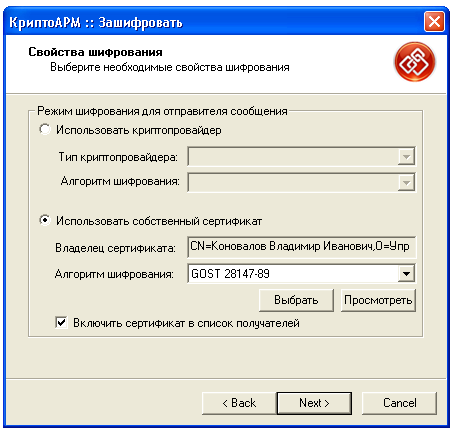 КриптоАРМ :: Зашифровать
Свойства шифрования
Выберите необходимые свойства шифрования
Режим шифрования для отправителя сообщения
Использовать криптопровайдер
Тип криптопровайдера:
Алгоритм шифрования:
Использовать собственный сертификат
Владелец сертификата: CN=Коновалов Владимир Иванович,O=Упр
Алгоритм шифрования: GOST 28147-89
Выбрать Просмотреть
Включить сертификат в список получателей
< Back Next > Cancel